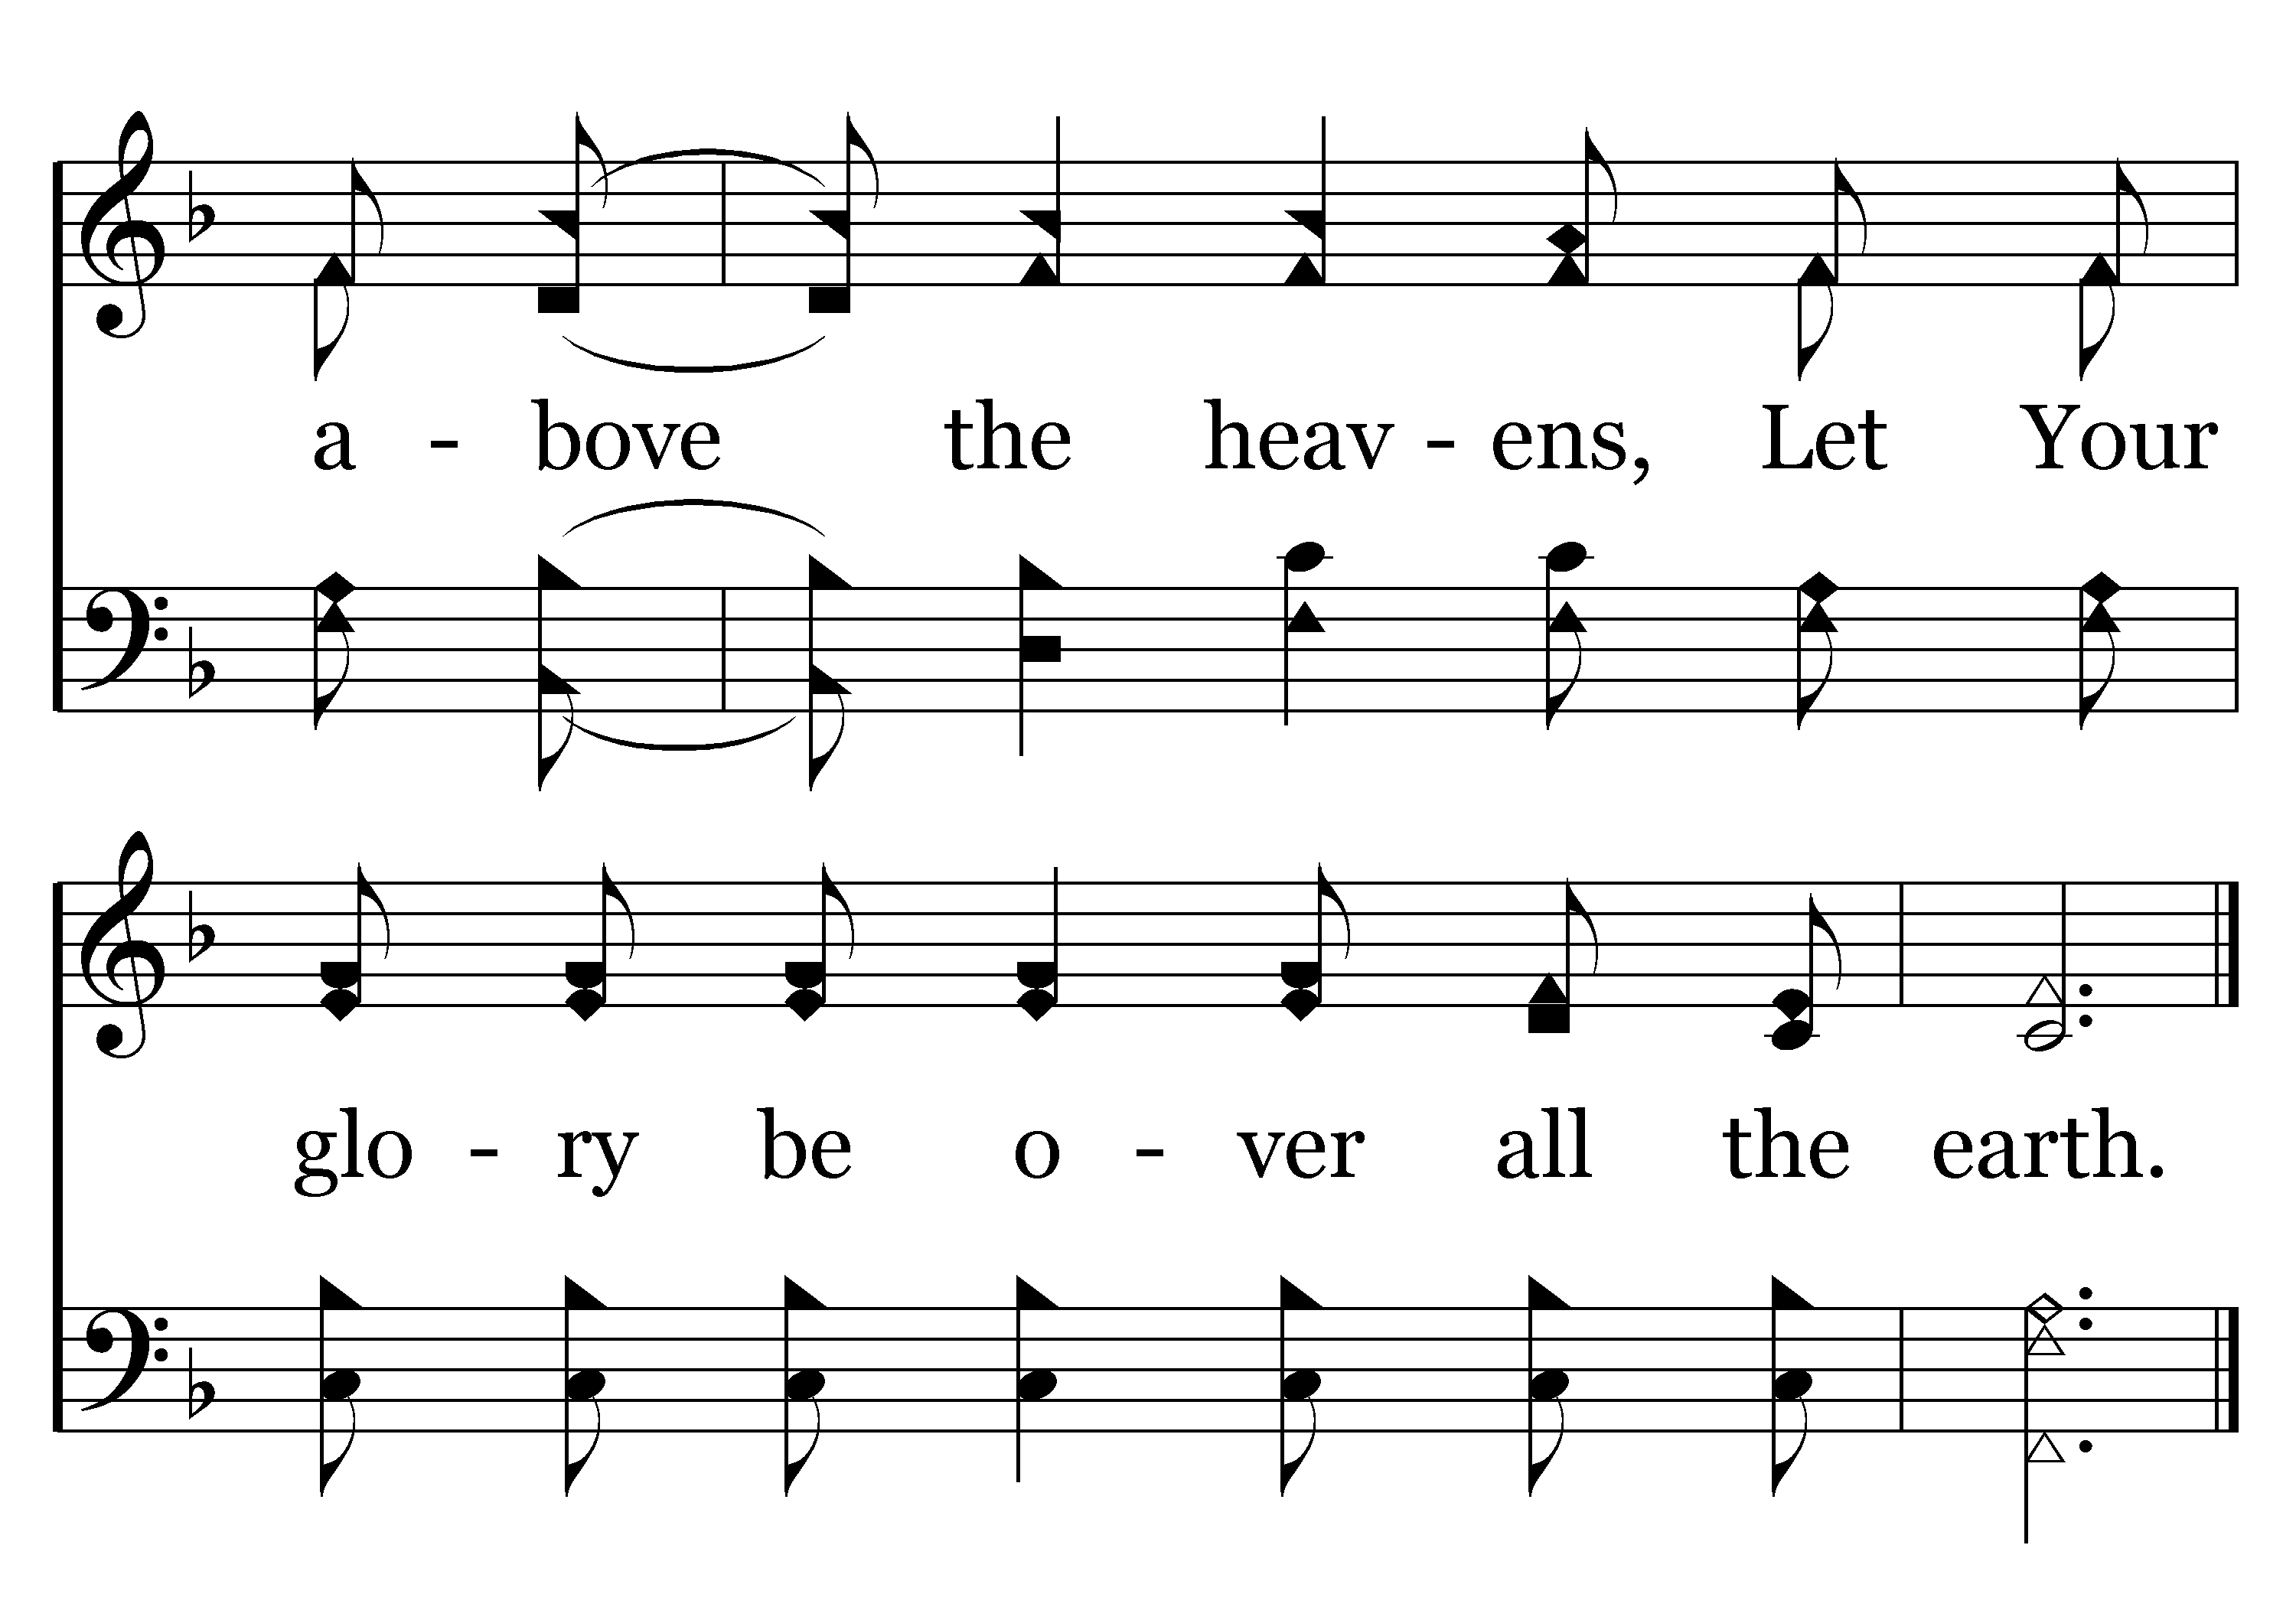 a - bove the heav - ens, Let Your
glo - ry be o - ver all the earth.